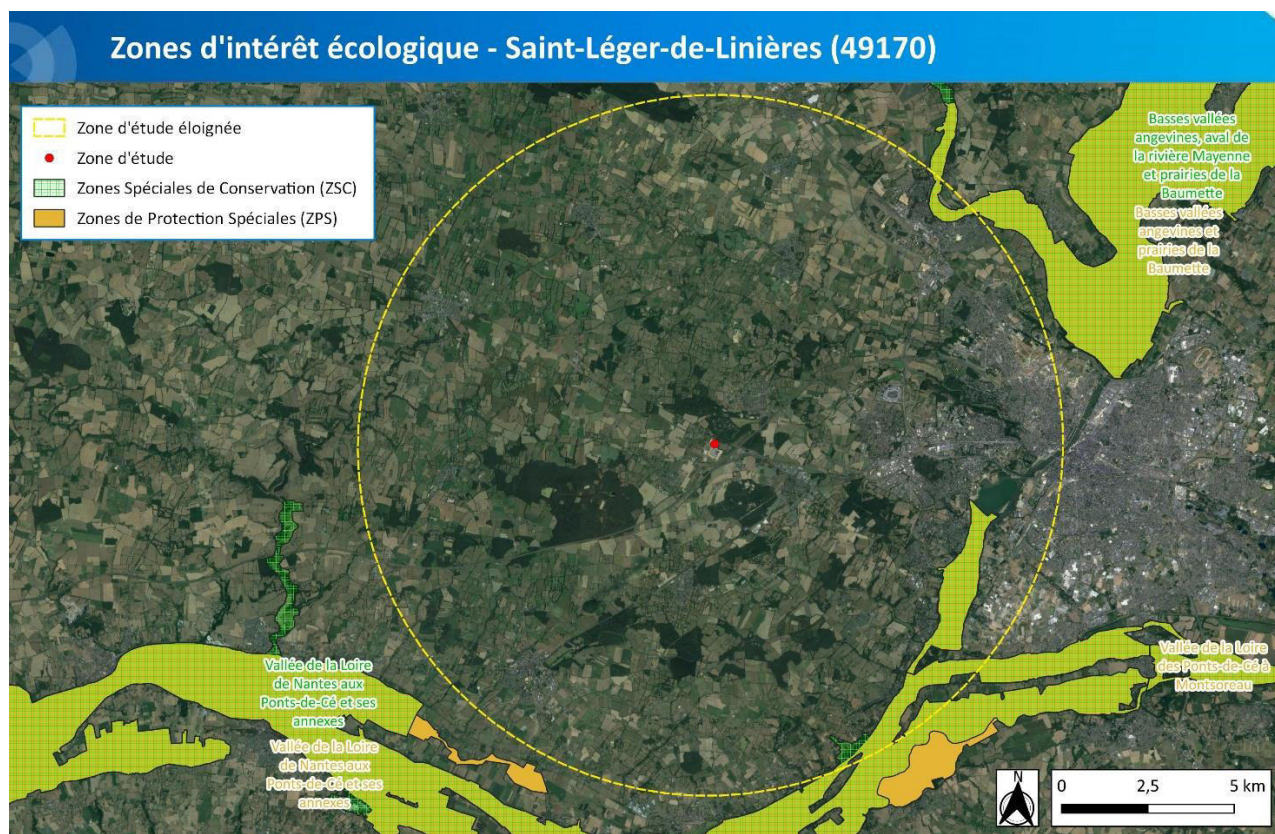 Zones d'intérêt écologique - Saint-Léger-de-Linières (49170)
Zone d'étude éloignée
Zone d'étude
Zones Spéciales de Conservation (ZSC)
Zones de Protection Spéciales (ZPS)
Basses vallées
angevines, aval de
la rivière Mayenne
et prairies de la
Baumette
Basses vallées
angevines et
prairies de la
Baumette
Vallée de la Loire
de Nantes aux
Ponts-de-Cé et ses
annexes
Vallée de la Loire
de Nantes aux
Ponts-de-Cé et ses
annexes
Vallée de la Loire
des Ponts-de-Cé à
Montsoreau
N
0 2,5 5 km